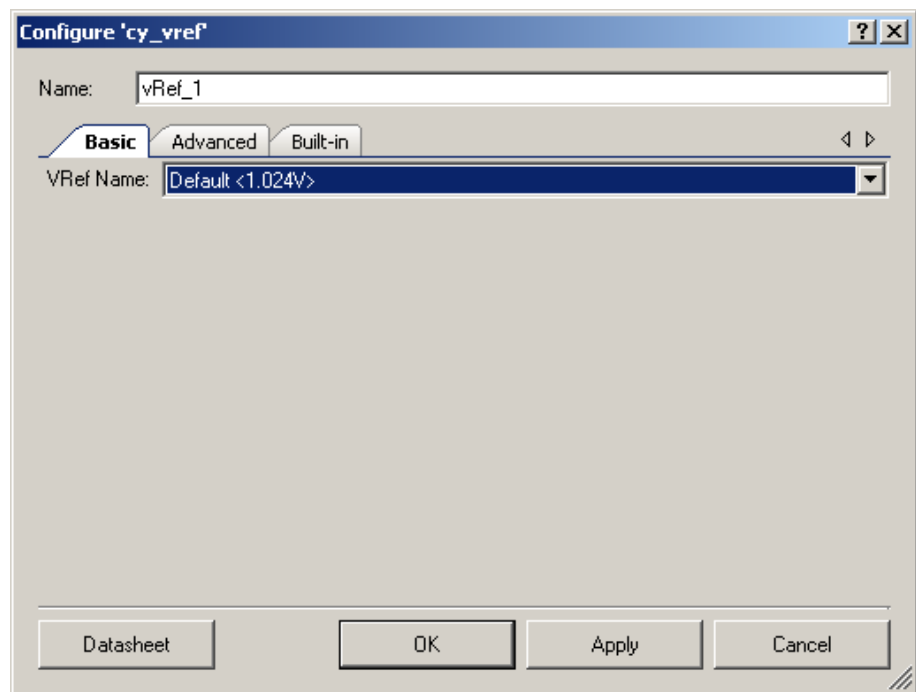 Configure 'cy_vref'
Name: vRef_1
Basic Advanced Built-in
VRef Name: Default <1.024V>
Datasheet OK Apply Cancel